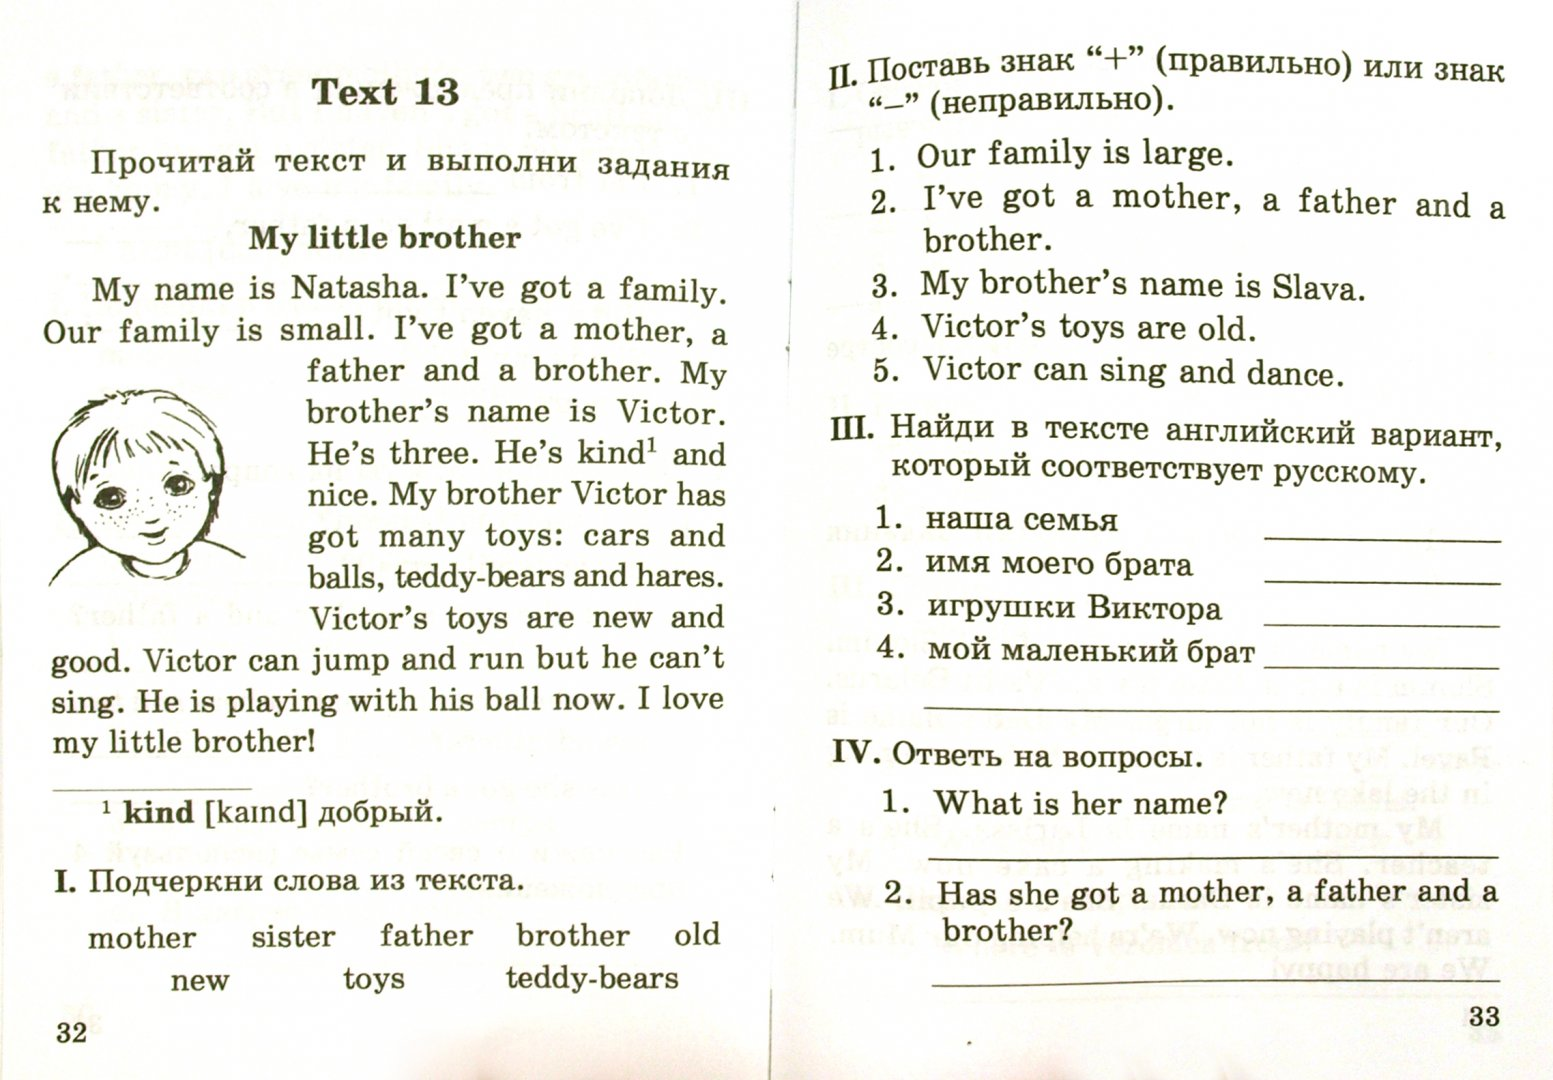 Text 13
Прочитай текст и выполни задания
к нему.
My little brother
My name is Natasha. I've got a family.
Our family is small. I've got a mother, a
father and a brother. My
brother's name is Victor.
He's three. He's kind¹ and
nice. My brother Victor has
got many toys: cars and
balls, teddy-bears and hares.
Victor's toys are new and
good. Victor can jump and run but he can't
sing. He is playing with his ball now. I love
my little brother!
¹ kind [kaınd] добрый.
I. Подчеркни слова из текста.
mother sister father brother old
new toys teddy-bears
32
II. Поставь знак “+” (правильно) или знак
“–” (неправильно).
1. Our family is large.
2. I've got a mother, a father and a
brother.
3. My brother's name is Slava.
4. Victor's toys are old.
5. Victor can sing and dance.
III. Найди в тексте английский вариант,
который соответствует русскому.
1. наша семья
2. имя моего брата
3. игрушки Виктора
4. мой маленький брат
IV. Ответь на вопросы.
1. What is her name?
2. Has she got a mother, a father and a
brother?
33